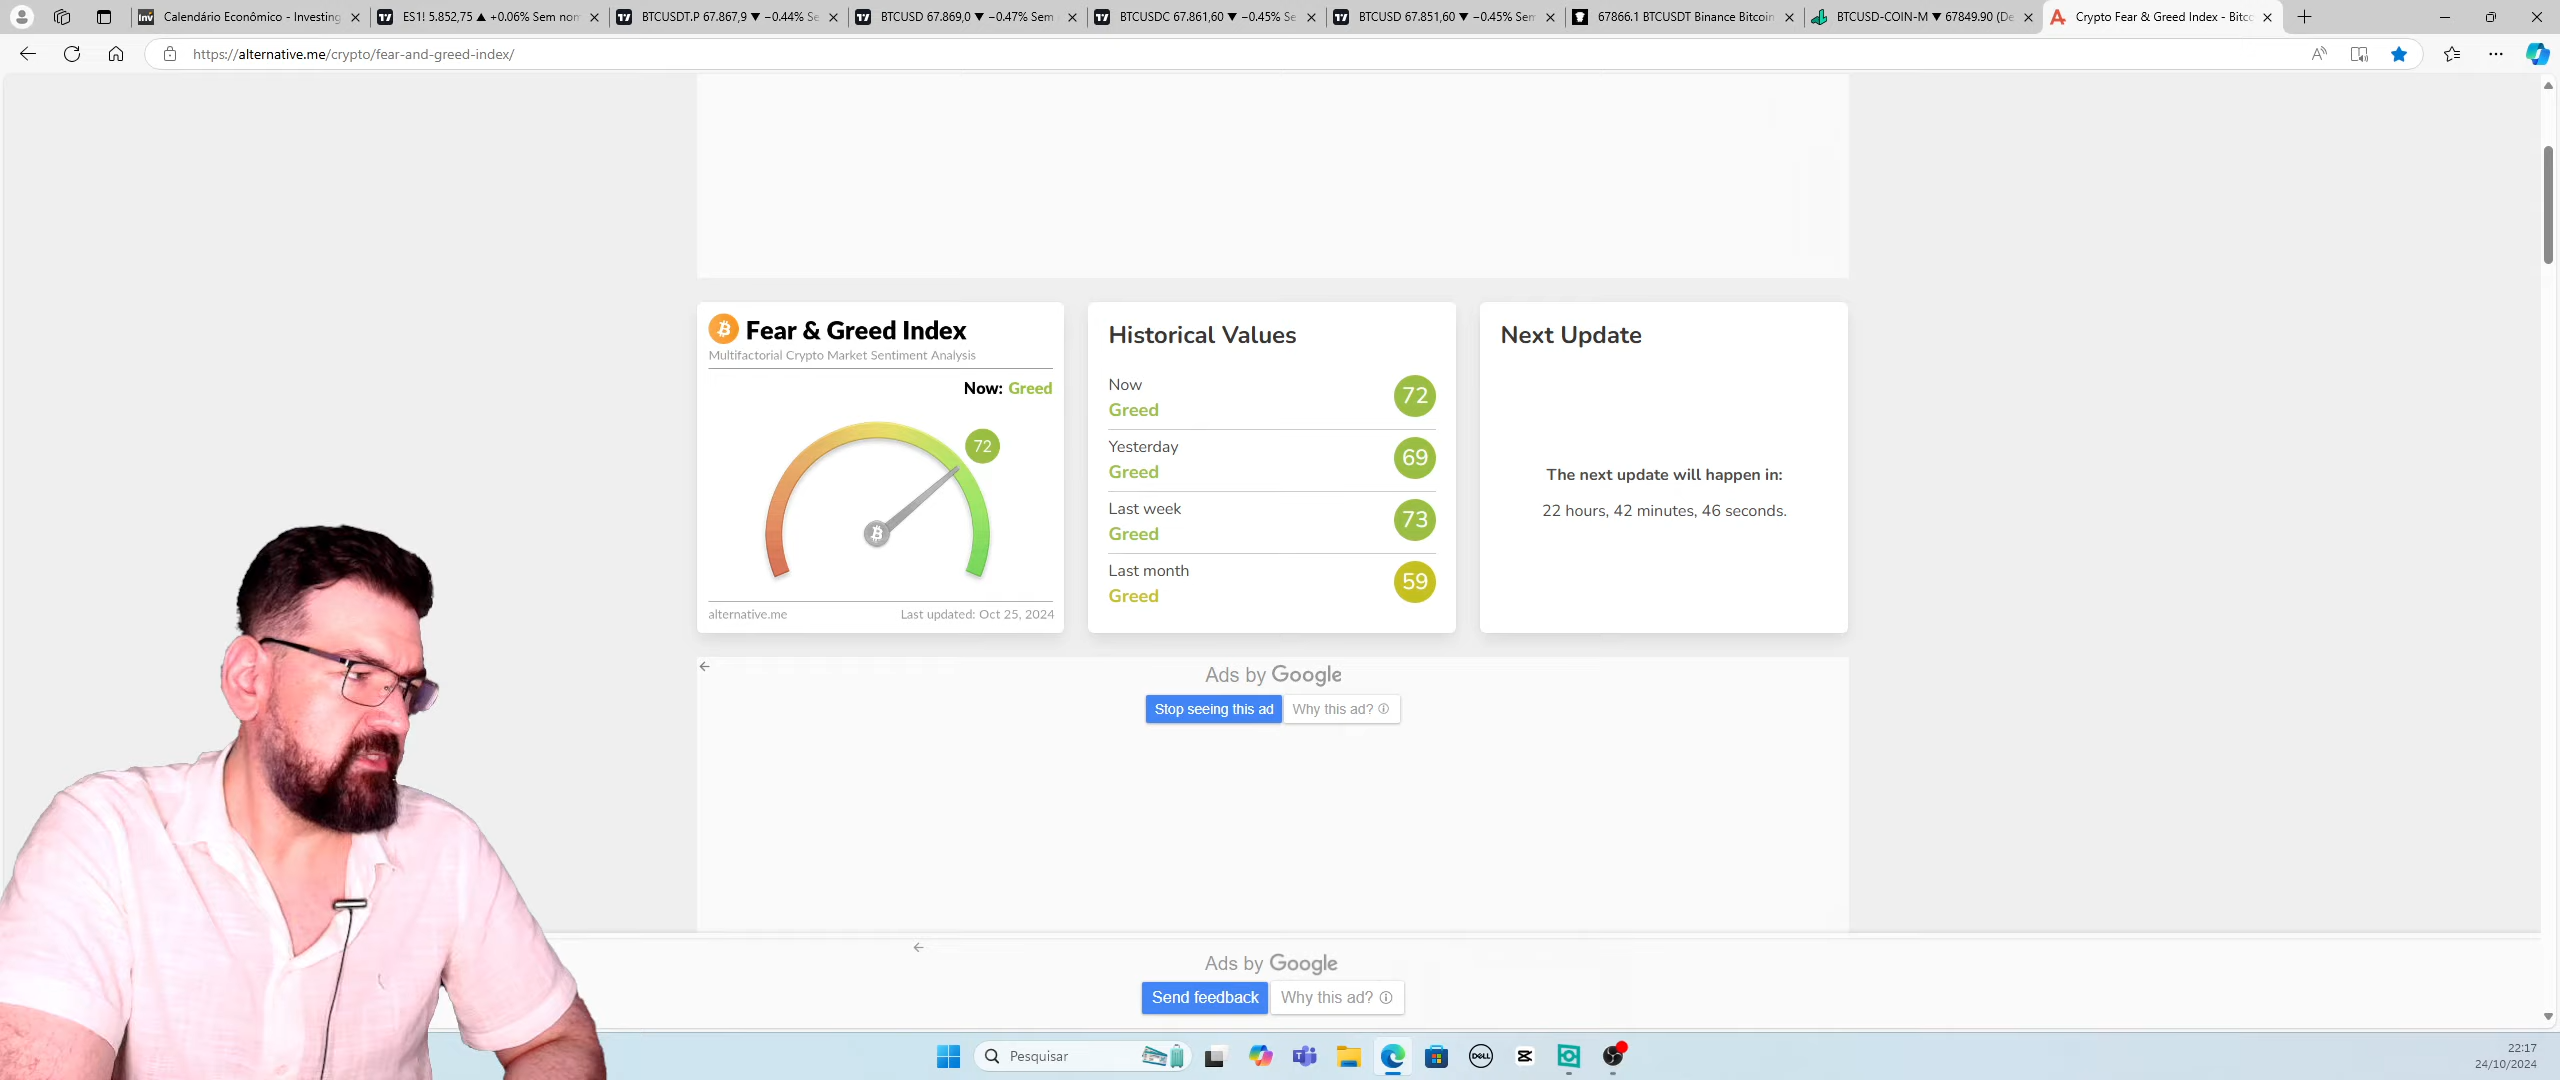 Calendário Econômico - Investing
ES1! 5.852,75 ▲ +0.06% Sem nom
BTCUSDT.P 67.867,9 ▼ −0.44% Se
BTCUSD 67.869,0 ▼ −0.47% Sem
BTCUSDC 67.861,60 ▼ −0.45% Se
BTCUSD 67.851,60 ▼ −0.45% Sem
67866.1 BTCUSDT Binance Bitcoin
BTCUSD-COIN-M ▼ 67849.90 (De
Crypto Fear & Greed Index - Bitco
https://alternative.me/crypto/fear-and-greed-index/
Fear & Greed Index
Multifactorial Crypto Market Sentiment Analysis
Now: Greed
72
alternative.me
Last updated: Oct 25, 2024
Historical Values
Now
Greed
72
Yesterday
Greed
69
Last week
Greed
73
Last month
Greed
59
Next Update
The next update will happen in:
22 hours, 42 minutes, 46 seconds.
Ads by Google
Stop seeing this ad
Why this ad?
Ads by Google
Send feedback
Why this ad?
Pesquisar
DELL
22:17
24/10/2024